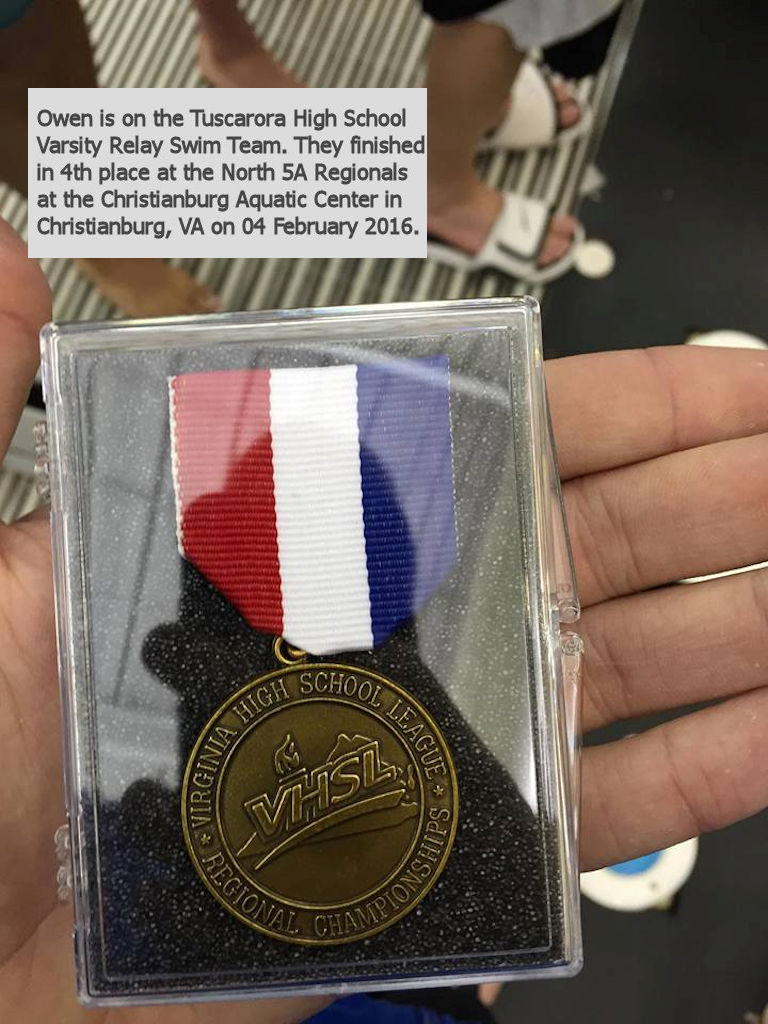 Owen is on the Tuscarora High School
Varsity Relay Swim Team. They finished
in 4th place at the North 5A Regionals
at the Christianburg Aquatic Center in
Christianburg, VA on 04 February 2016.
VIRGINIA HIGH SCHOOL LEAGUE
VHSL
REGIONAL CHAMPIONSHIPS